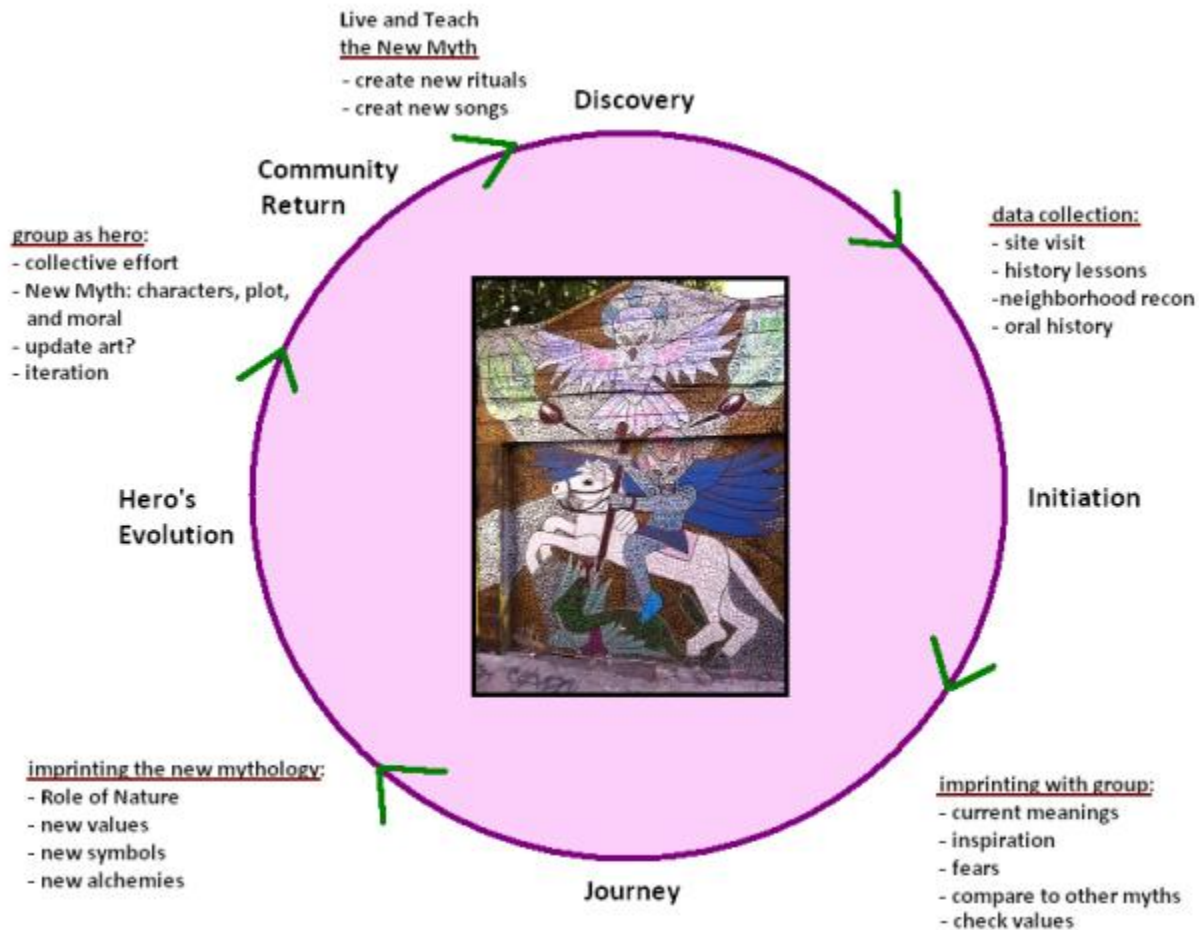 Live and Teach
the New Myth
- create new rituals
- creat new songs
Discovery
Community
Return
data collection:
- site visit
- history lessons
-neighborhood recon
- oral history
group as hero:
- collective effort
- New Myth: characters, plot,
and moral
- update art?
- iteration
Hero's
Evolution
Initiation
imprinting the new mythology:
- Role of Nature
- new values
- new symbols
- new alchemies
imprinting with group:
- current meanings
- inspiration
- fears
- compare to other myths
- check values
Journey